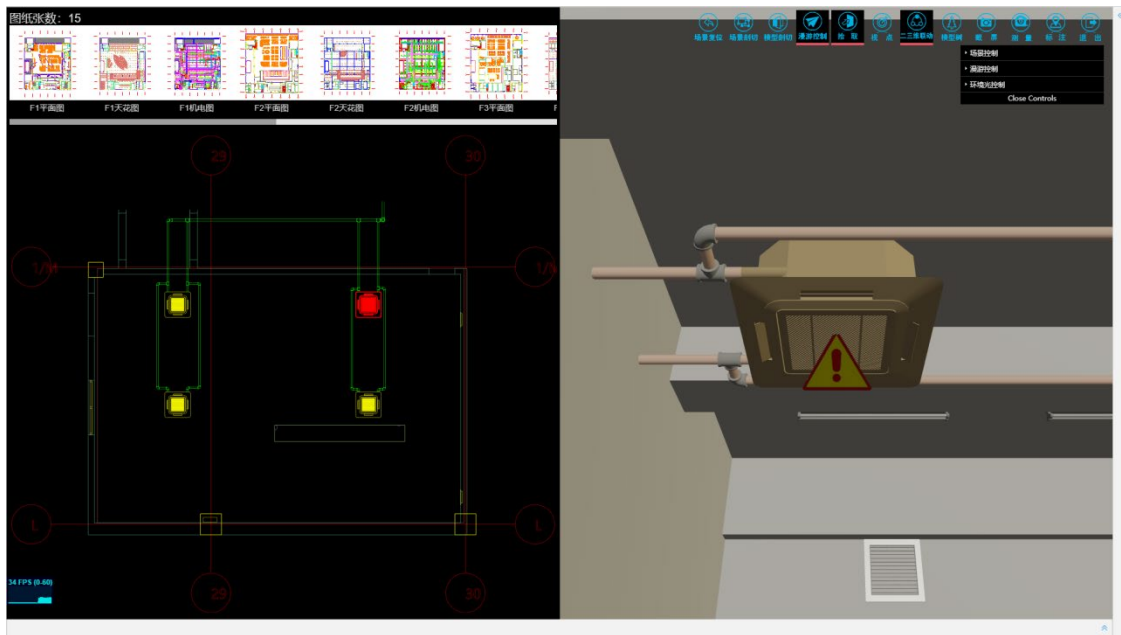 图纸张数：15
F1平面图
F1天花图
F1机电图
F2平面图
F2天花图
F2机电图
F3平面图
场景复位
场景剖切
模型剖切
漫游控制
拾 取
视 点
二三维联动
模型树
截 票
测 量
标 注
退 出
• 场景控制
• 漫游控制
• 环境光控制
Close Controls
29
30
1/M
L
L
29
30
34 FPS (0-60)